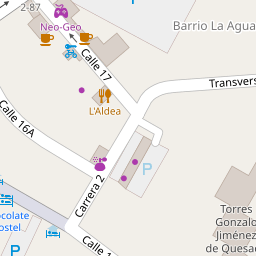 2-87
Neo-Geo
Barrio La Agua
Calle 17
Transvers
L'Aldea
Calle 16A
Carrera 2
ocolate
ostel
Calle 1
Torres
Gonzalo
Jiménez
de Quesad
P
P